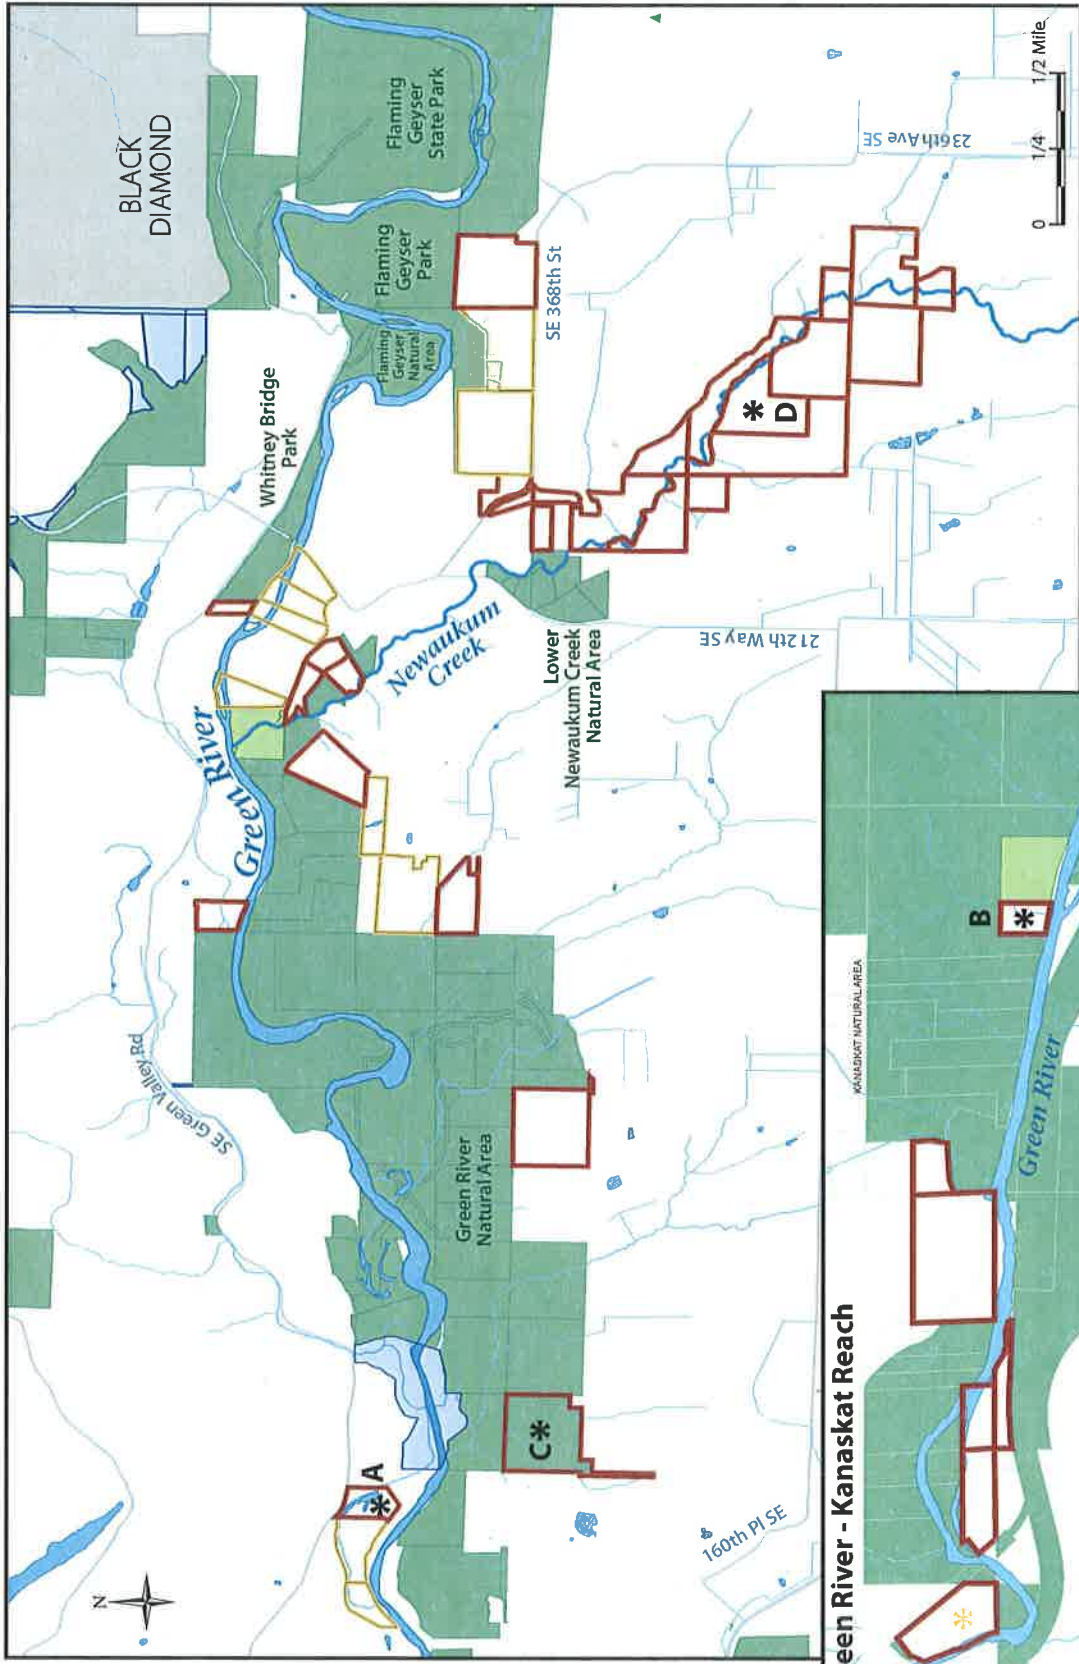 BLACK
DIAMOND
Flaming
Geyser
State Park
Flaming
Geyser
Park
Flaming
Geyser
Natural
Area
Whitney Bridge
Park
SE 368th St
236th Ave SE
0
1/4
1/2 Mile
D
Green River
Newaukum
Creek
Lower
Newaukum Creek
Natural Area
212th Way SE
SE Green Valley Rd
Green River
Natural Area
A
C
160th Pl SE
N
een River - Kanaskat Reach
KANASKAT NATURAL AREA
B
Green River